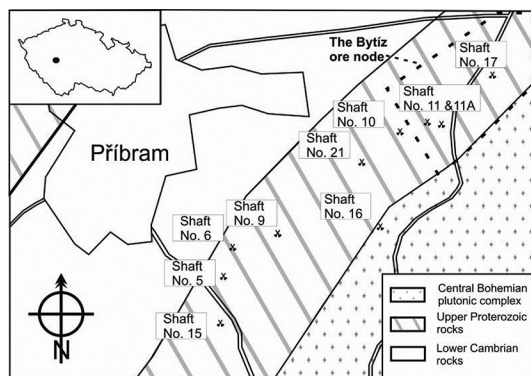 The Bytíz
ore node
Shaft
No. 17
Shaft
No. 11 &11A
Shaft
No. 10
Shaft
No. 21
Príbram
Shaft
No. 16
Shaft
No. 9
Shaft
No. 6
Shaft
No. 5
Shaft
No. 15
N
Central Bohemian
plutonic complex
Upper Proterozoic
rocks
Lower Cambrian
rocks